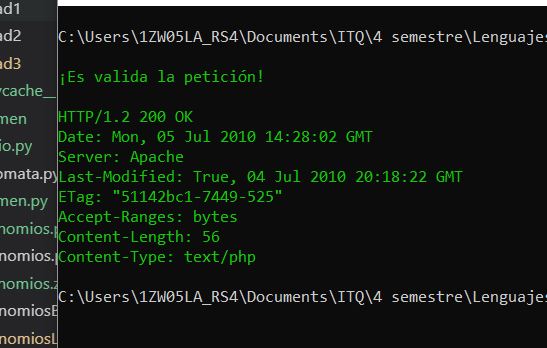 ad1
ad2
ad3
ycache__
men
io.py
omata.py
men.py
nomios.
nomios.
nomiosE
nomiosL
C:\Users\1ZW05LA_RS4\Documents\ITQ\4 semestre\Lenguajes
¡Es valida la petición!
HTTP/1.2 200 OK
Date: Mon, 05 Jul 2010 14:28:02 GMT
Server: Apache
Last-Modified: True, 04 Jul 2010 20:18:22 GMT
ETag: "51142bc1-7449-525"
Accept-Ranges: bytes
Content-Length: 56
Content-Type: text/php
C:\Users\1ZW05LA_RS4\Documents\ITQ\4 semestre\Lenguajes